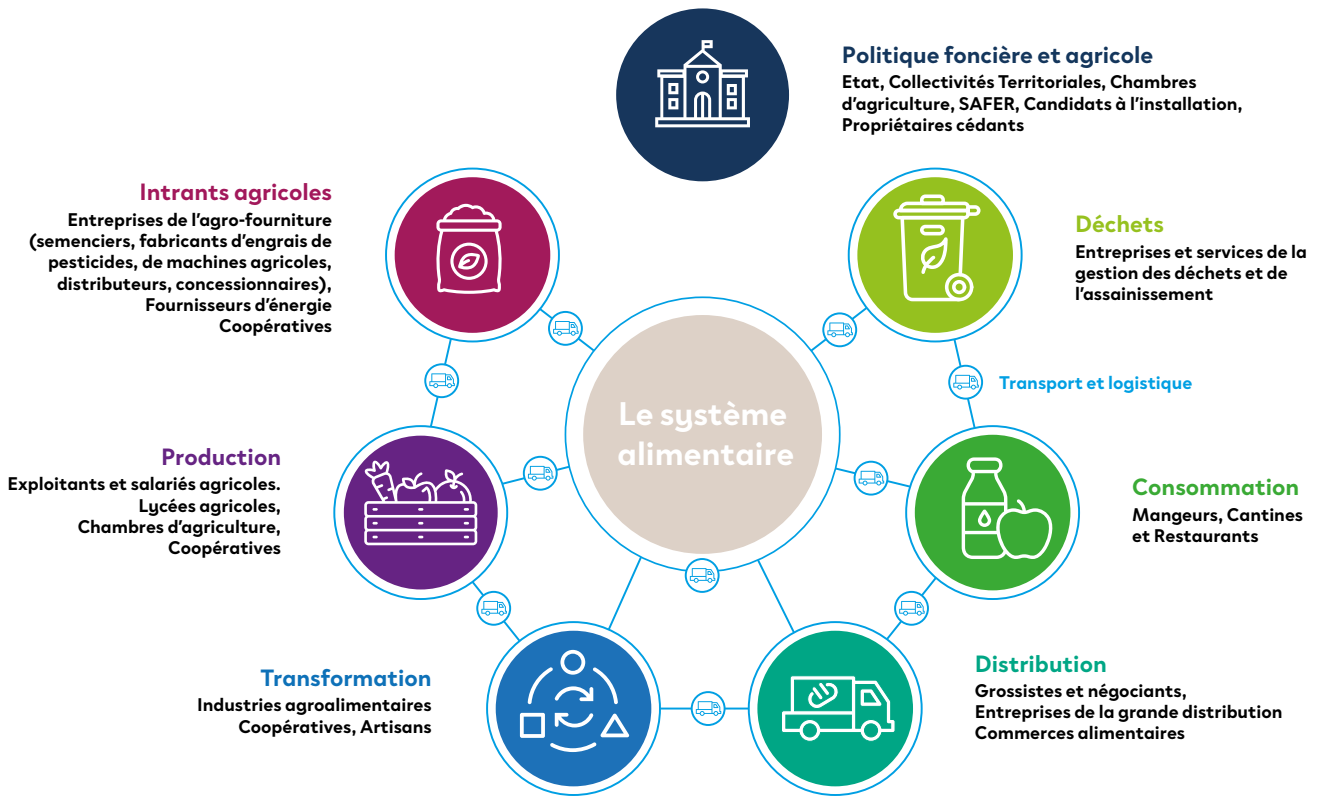 Politique foncière et agricole
Etat, Collectivités Territoriales, Chambres
d'agriculture, SAFER, Candidats à l'installation,
Propriétaires cédants
Intrants agricoles
Entreprises de l'agro-fourniture
(semenciers, fabricants d'engrais de
pesticides, de machines agricoles,
distributeurs, concessionnaires),
Fournisseurs d'énergie
Coopératives
Déchets
Entreprises et services de la
gestion des déchets et de
l'assainissement
Transport et logistique
Le système
alimentaire
Production
Exploitants et salariés agricoles.
Lycées agricoles,
Chambres d'agriculture,
Coopératives
Consommation
Mangeurs, Cantines
et Restaurants
Transformation
Industries agroalimentaires
Coopératives, Artisans
Distribution
Grossistes et négociants,
Entreprises de la grande distribution
Commerces alimentaires